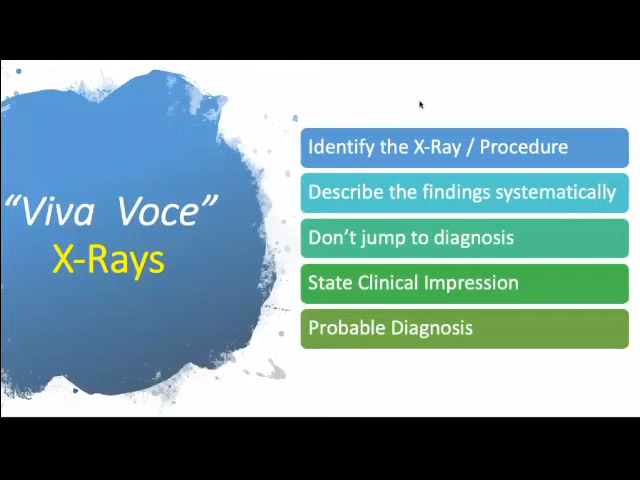 “Viva Voce”
X-Rays
Identify the X-Ray / Procedure
Describe the findings systematically
Don’t jump to diagnosis
State Clinical Impression
Probable Diagnosis